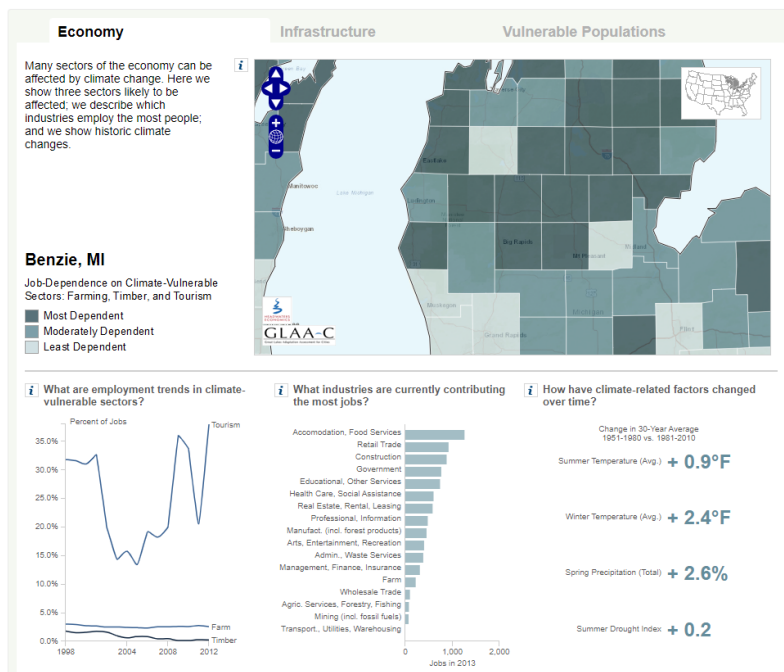 Economy
Infrastructure
Vulnerable Populations
Many sectors of the economy can be
affected by climate change. Here we
show three sectors likely to be
affected; we describe which
industries employ the most people;
and we show historic climate
changes.
i
Manitowoc
Lake Michigan
Ludington
Big Rapids
Mt Pleasant
Midland
Muskegon
Grand Rapids
Flint
GLAA-C
Benzie, MI
Job-Dependence on Climate-Vulnerable
Sectors: Farming, Timber, and Tourism
Most Dependent
Moderately Dependent
Least Dependent
i What are employment trends in climate-
vulnerable sectors?
Percent of Jobs
Tourism
35.0%
30.0%
25.0%
20.0%
15.0%
10.0%
5.0%
0.0%
Farm
Timber
1998
2004
2008
2012
i What industries are currently contributing
the most jobs?
Accomodation, Food Services
Retail Trade
Construction
Government
Educational, Other Services
Health Care, Social Assistance
Real Estate, Rental, Leasing
Professional, Information
Manufact. (incl. forest products)
Arts, Entertainment, Recreation
Admin., Waste Services
Management, Finance, Insurance
Farm
Wholesale Trade
Agric. Services, Forestry, Fishing
Mining (incl. fossil fuels)
Transport., Utilities, Warehousing
0
1,000
2,000
Jobs in 2013
i How have climate-related factors changed
over time?
Change in 30-Year Average
1951-1980 vs. 1981-2010
Summer Temperature (Avg.) + 0.9°F
Winter Temperature (Avg.) + 2.4°F
Spring Precipitation (Total) + 2.6%
Summer Drought Index + 0.2